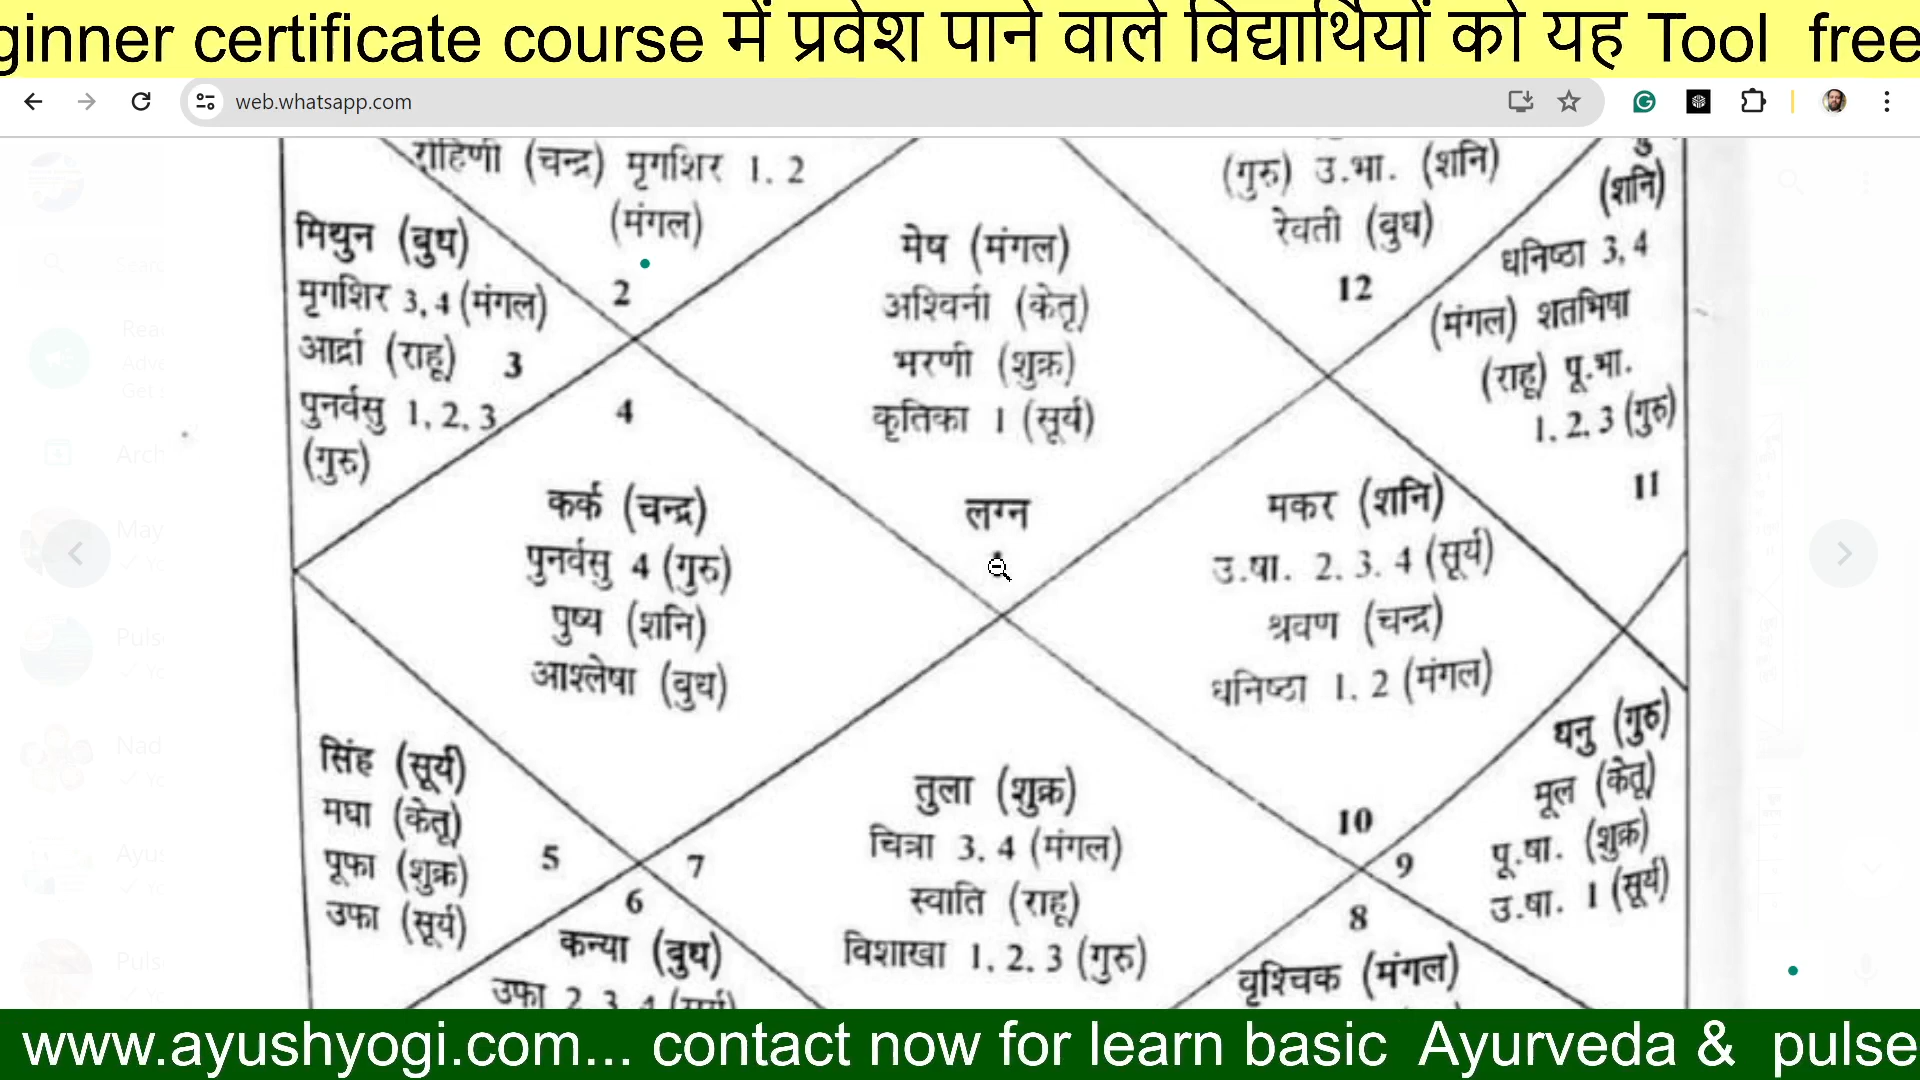 ginner certificate course में प्रवेश पाने वाले विद्यार्थियों को यह Tool free
web.whatsapp.com
रोहिणी (चन्द्र) मृगशिर 1. 2
(मंगल)
2
मिथुन (बुध)
मृगशिर 3, 4 (मंगल)
आर्द्रा (राहू) 3
पुनर्वसु 1, 2, 3
(गुरु)
मेष (मंगल)
अश्विनी (केतू)
भरणी (शुक्र)
कृतिका 1 (सूर्य)
लग्न
(गुरु) उ.भा. (शनि)
रेवती (बुध)
12
(शनि)
धनिष्ठा 3, 4
(मंगल) शतभिषा
(राहू) पू.भा.
1. 2. 3 (गुरु)
11
4
कर्क (चन्द्र)
पुनर्वसु 4 (गुरु)
पुष्य (शनि)
आश्लेषा (बुध)
मकर (शनि)
उ.षा. 2. 3. 4 (सूर्य)
श्रवण (चन्द्र)
धनिष्ठा 1. 2 (मंगल)
10
सिंह (सूर्य)
मघा (केतू)
पूफा (शुक्र)
उफा (सूर्य)
5
7
तुला (शुक्र)
चित्रा 3. 4 (मंगल)
स्वाति (राहू)
विशाखा 1. 2. 3 (गुरु)
धनु (गुरु)
मूल (केतू)
पू.षा. (शुक्र)
उ.षा. 1 (सूर्य)
9
6
कन्या (बुध)
उफा 2 3 4 (सूर्य)
8
वृश्चिक (मंगल)
www.ayushyogi.com... contact now for learn basic Ayurveda & pulse